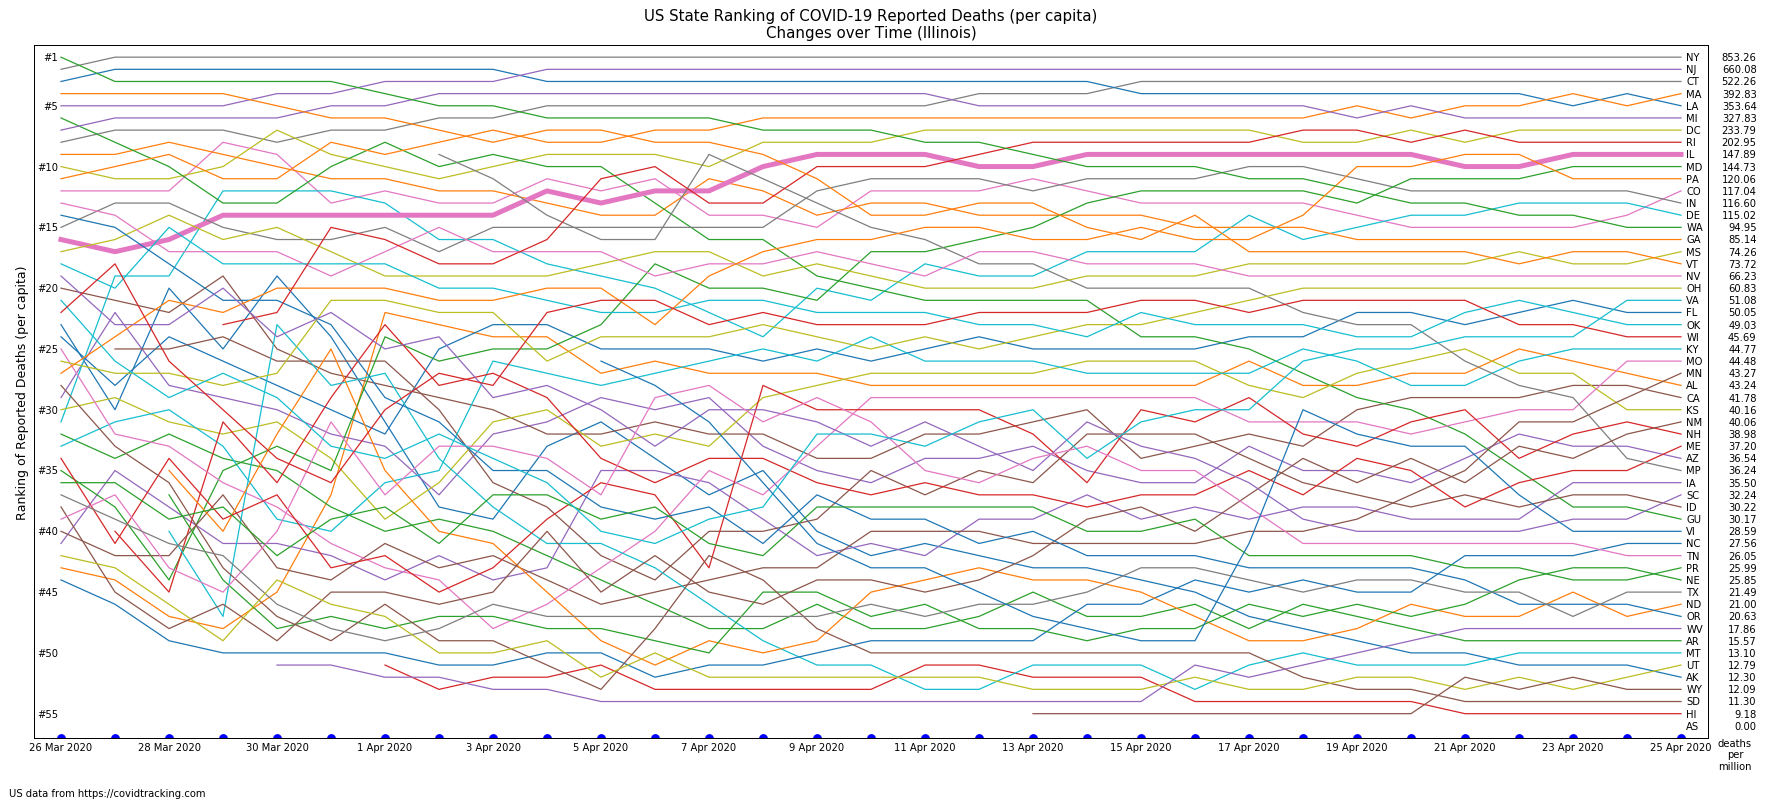 US State Ranking of COVID-19 Reported Deaths (per capita)
Changes over Time (Illinois)
Ranking of Reported Deaths (per capita)
#1
#5
#10
#15
#20
#25
#30
#35
#40
#45
#50
#55
NY 853.26
NJ 660.08
CT 522.26
MA 392.83
LA 353.64
MI 327.83
DC 233.79
RI 202.95
IL 147.89
MD 144.73
PA 120.06
CO 117.04
IN 116.60
DE 115.02
WA 94.95
GA 85.14
MS 74.26
VT 73.72
NV 66.23
OH 60.83
VA 51.08
FL 50.05
OK 49.03
WI 45.69
KY 44.77
MO 44.48
MN 43.27
AL 43.24
CA 41.78
KS 40.16
NM 40.06
NH 38.98
ME 37.20
AZ 36.54
MP 36.24
IA 35.50
SC 32.24
ID 30.22
GU 30.17
VI 28.59
NC 27.56
TN 26.05
PR 25.99
NE 25.85
TX 21.49
ND 21.00
OR 20.63
WV 17.86
AR 15.57
MT 13.10
UT 12.79
AK 12.30
WY 12.09
SD 11.30
HI 9.18
AS 0.00
26 Mar 2020 28 Mar 2020 30 Mar 2020 1 Apr 2020 3 Apr 2020 5 Apr 2020 7 Apr 2020 9 Apr 2020 11 Apr 2020 13 Apr 2020 15 Apr 2020 17 Apr 2020 19 Apr 2020 21 Apr 2020 23 Apr 2020 25 Apr 2020
deaths
per
million
US data from https://covidtracking.com